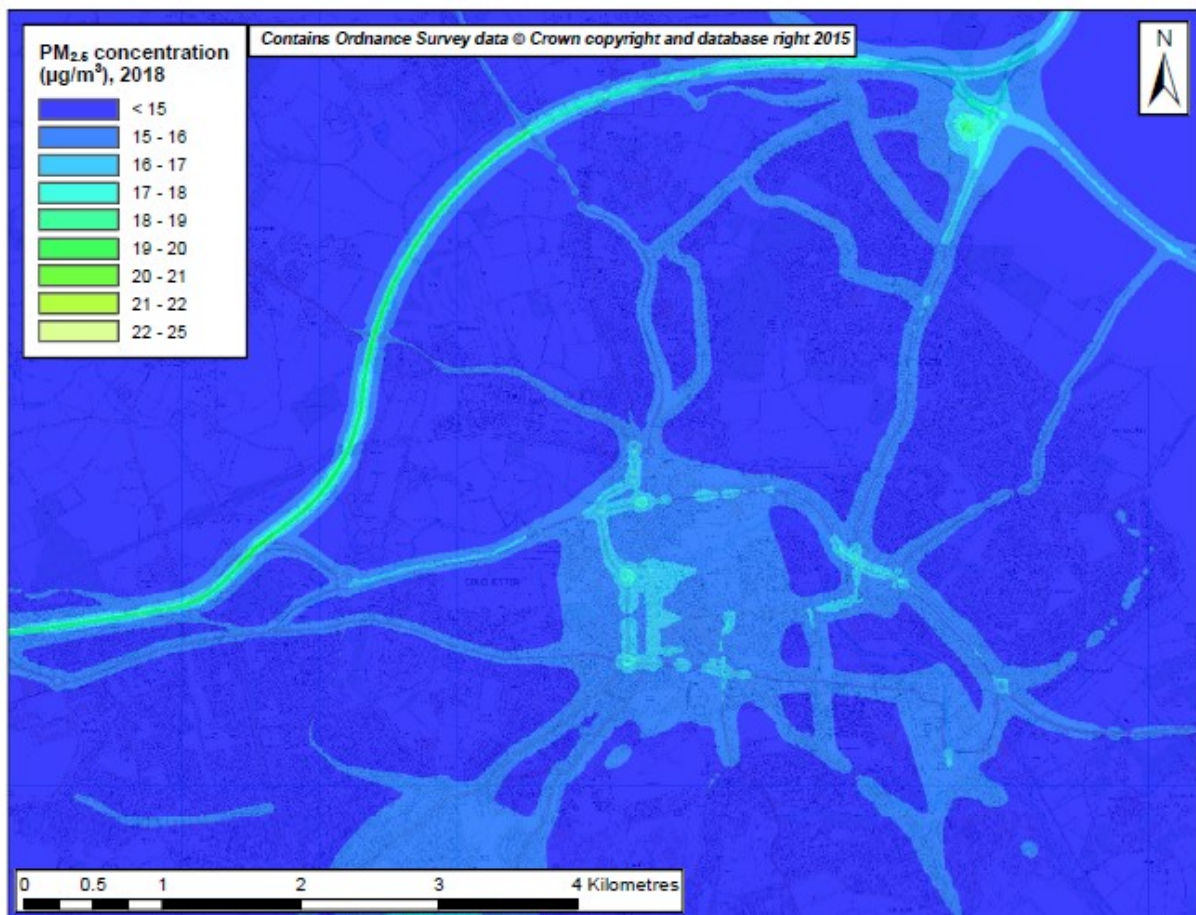 PM2.5 concentration
(µg/m³), 2018
< 15
15 - 16
16 - 17
17 - 18
18 - 19
19 - 20
20 - 21
21 - 22
22 - 25
Contains Ordnance Survey data © Crown copyright and database right 2015
N
0 0.5 1 2 3 4 Kilometres